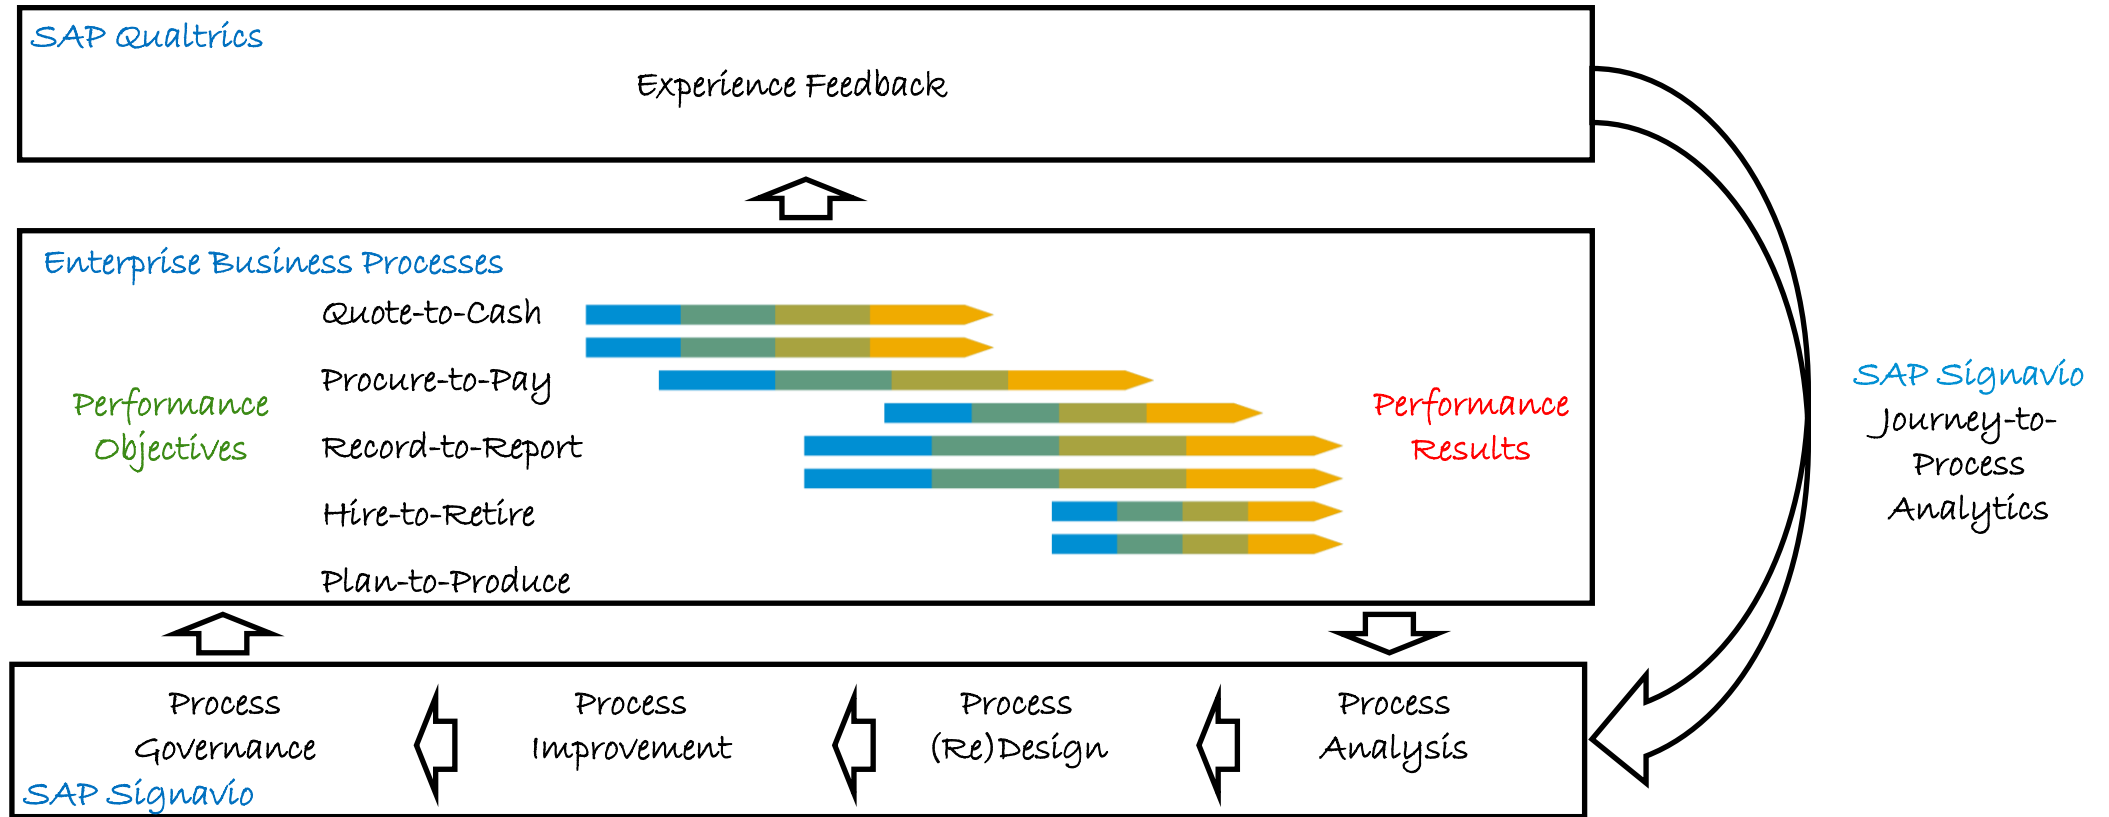 SAP Qualtrics
Experience Feedback
Enterprise Business Processes
Quote-to-Cash
Procure-to-Pay
Performance
Objectives
Record-to-Report
Performance
Results
Hire-to-Retire
Plan-to-Produce
SAP Signavio
Journey-to-
Process
Analytics
Process
Governance
Process
Improvement
Process
(Re)Design
Process
Analysis
SAP Signavio